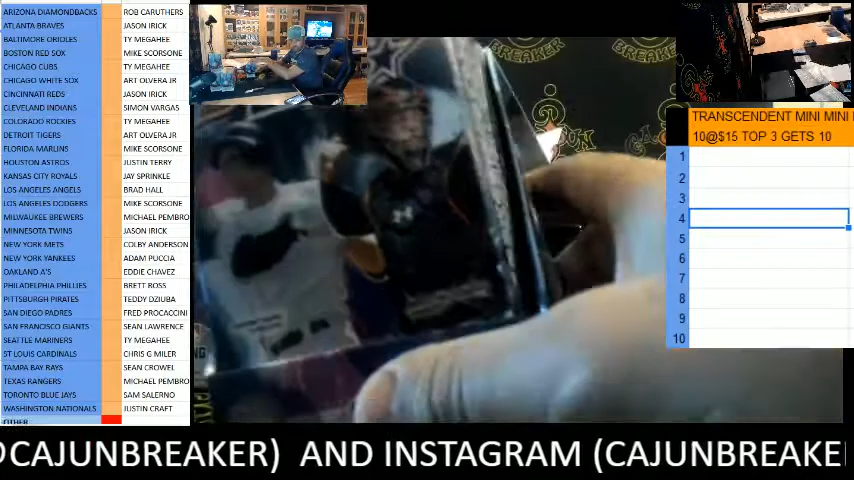 ARIZONA DIAMONDBACKS ROB CARUTHERS
ATLANTA BRAVES JASON IRICK
BALTIMORE ORIOLES TY MEGAHEE
BOSTON RED SOX MIKE SCORSONE
CHICAGO CUBS TY MEGAHEE
CHICAGO WHITE SOX ART OLVERA JR
CINCINNATI REDS JASON IRICK
CLEVELAND INDIANS SIMON VARGAS
COLORADO ROCKIES TY MEGAHEE
DETROIT TIGERS ART OLVERA JR
FLORIDA MARLINS MIKE SCORSONE
HOUSTON ASTROS JUSTIN TERRY
KANSAS CITY ROYALS JAY SPRINKLE
LOS ANGELES ANGELS BRAD HALL
LOS ANGELES DODGERS MIKE SCORSONE
MILWAUKEE BREWERS MICHAEL PEMBRO
MINNESOTA TWINS JASON IRICK
NEW YORK METS COLBY ANDERSON
NEW YORK YANKEES ADAM PUCCIA
OAKLAND A'S EDDIE CHAVEZ
PHILADELPHIA PHILLIES BRETT ROSS
PITTSBURGH PIRATES TEDDY DZIUBA
SAN DIEGO PADRES FRED PROCACCINI
SAN FRANCISCO GIANTS SEAN LAWRENCE
SEATTLE MARINERS TY MEGAHEE
ST LOUIS CARDINALS CHRIS G MILER
TAMPA BAY RAYS SEAN CROWEL
TEXAS RANGERS MICHAEL PEMBRO
TORONTO BLUE JAYS SAM SALERNO
WASHINGTON NATIONALS JUSTIN CRAFT
OTHER
BREAKER
BREAKER
TRANSCENDENT MINI MINI
10@$15 TOP 3 GETS 10
1
2
3
4
5
6
7
8
9
10
CAJUNBREAKER) AND INSTAGRAM (CAJUNBREAKE